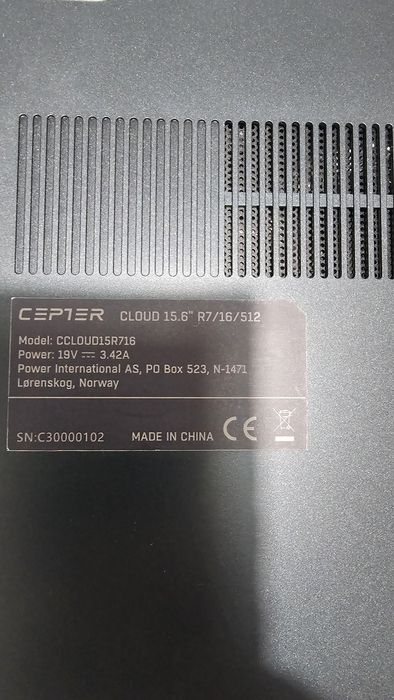 CEPTER CLOUD 15.6" R7/16/512
Model: CCLOUD15R716
Power: 19V ⎓ 3.42A
Power International AS, PO Box 523, N-1471
Lørenskog, Norway
SN:C30000102 MADE IN CHINA CE